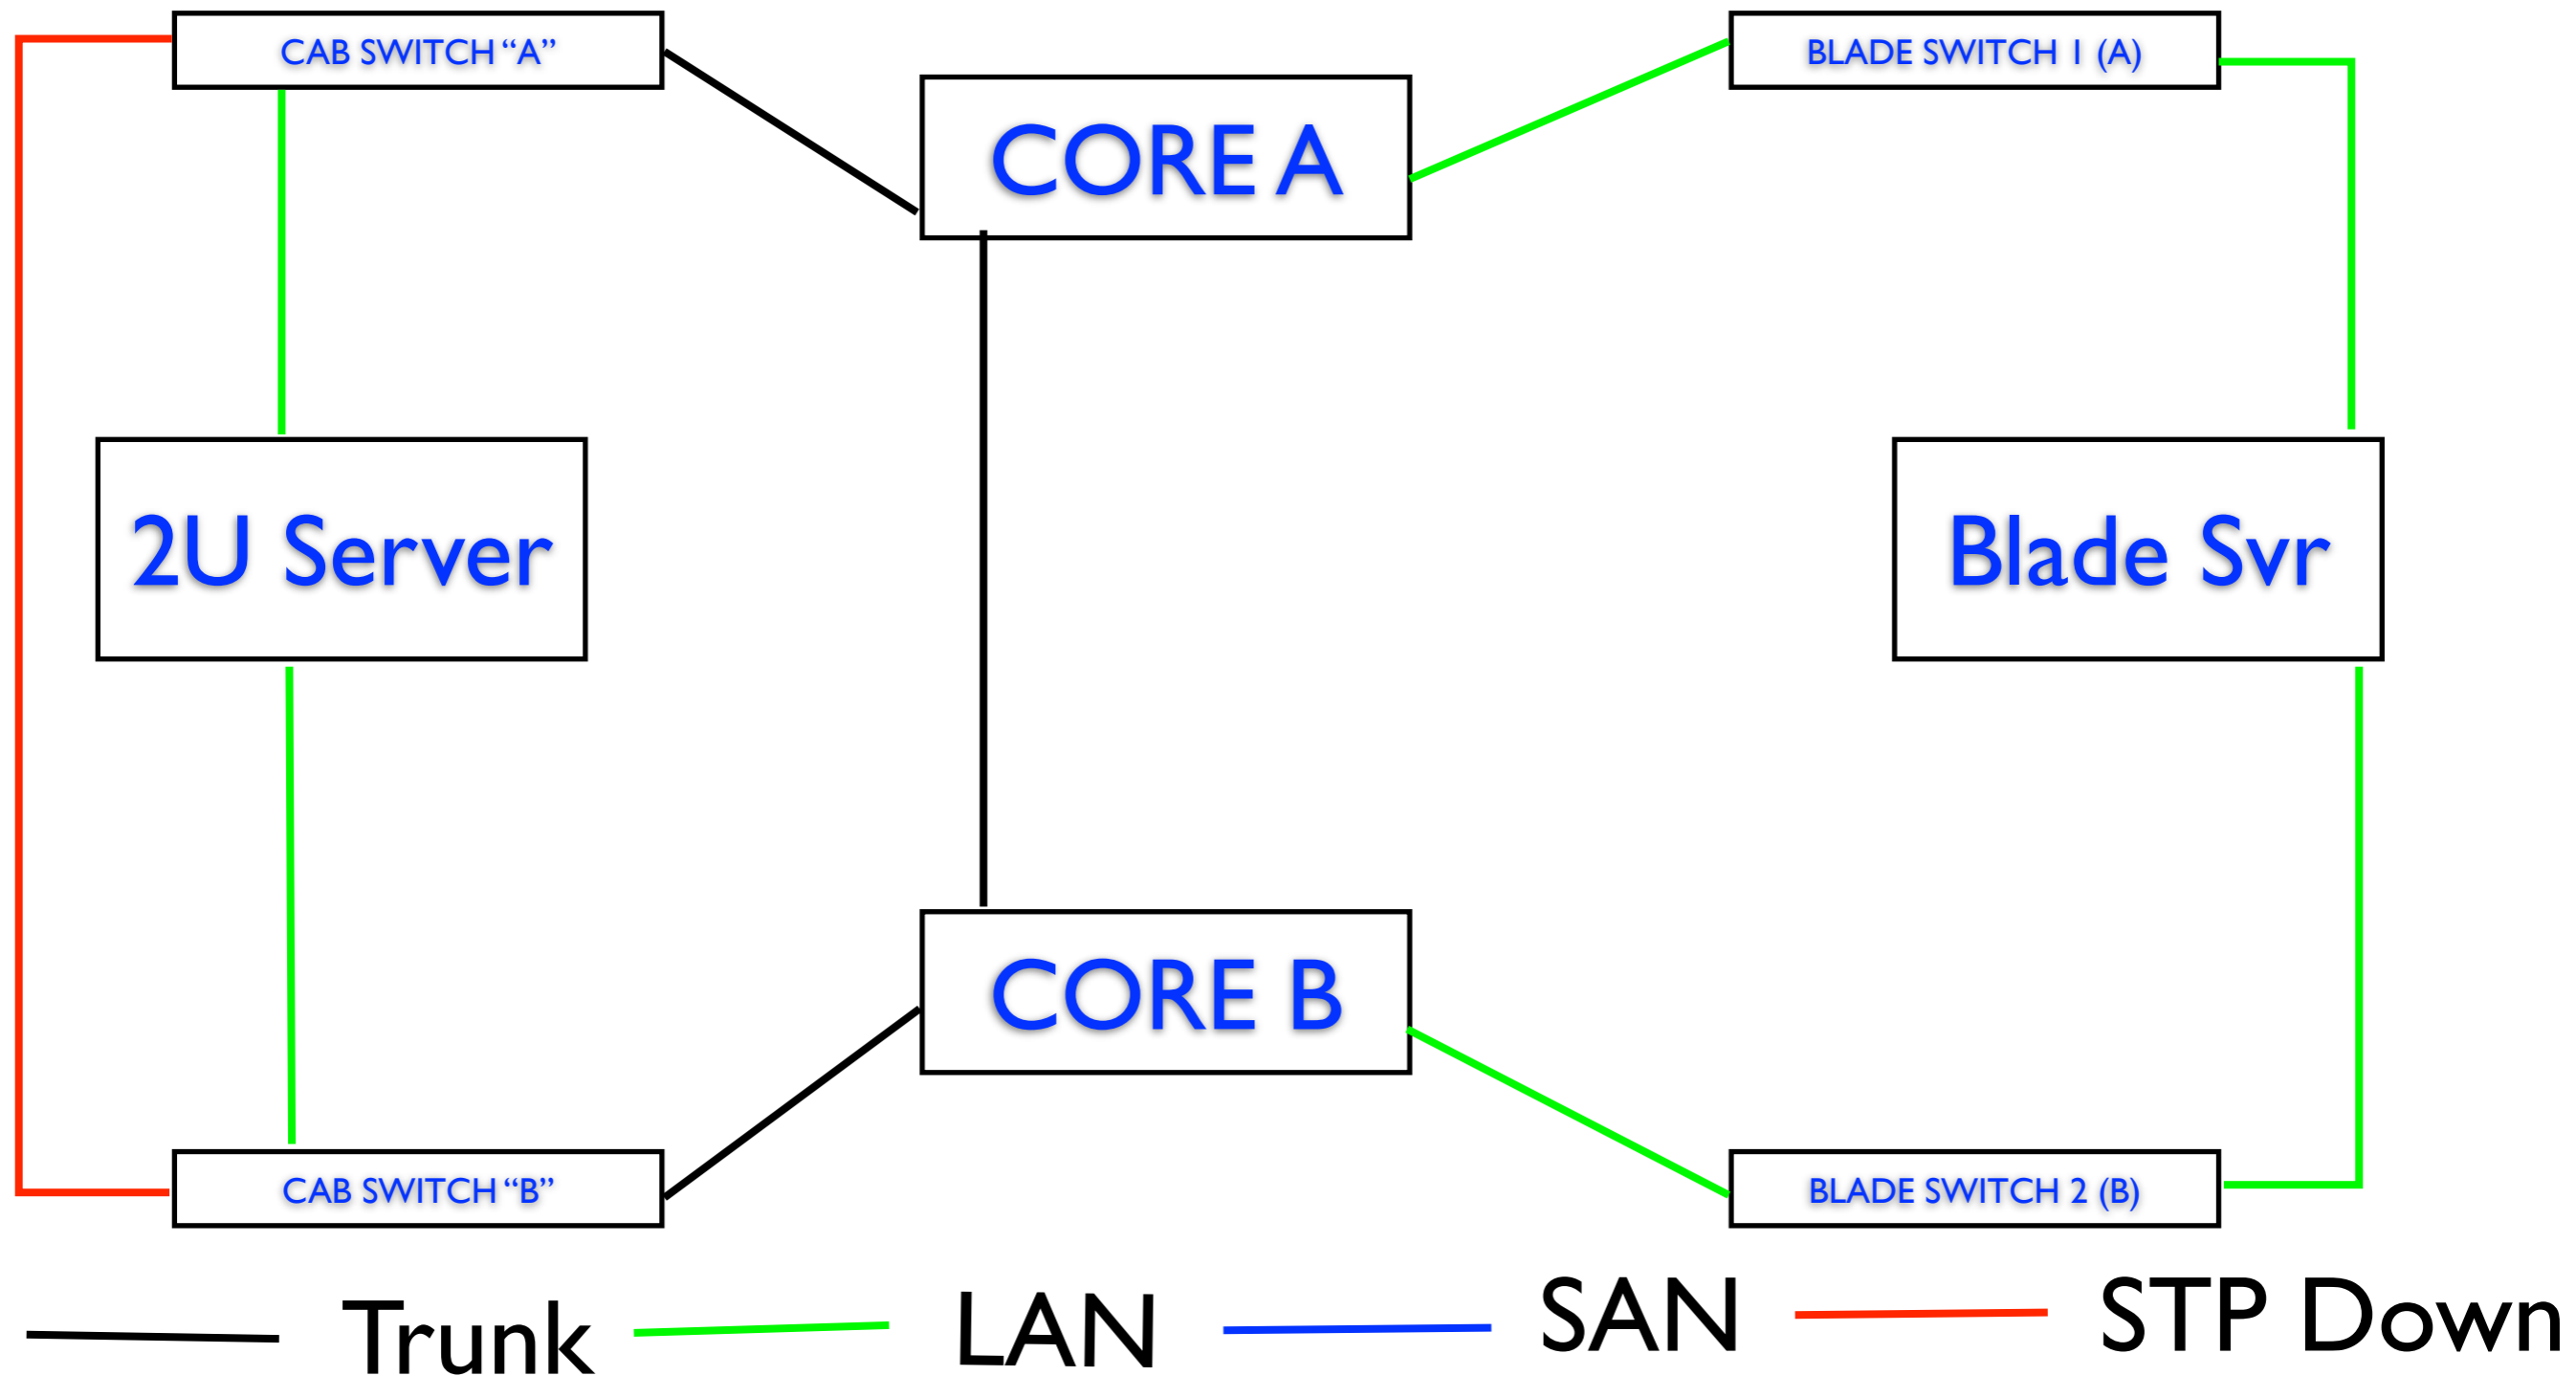 CAB SWITCH “A”
BLADE SWITCH 1 (A)
CORE A
2U Server
Blade Svr
CORE B
CAB SWITCH “B”
BLADE SWITCH 2 (B)
Trunk
LAN
SAN
STP Down